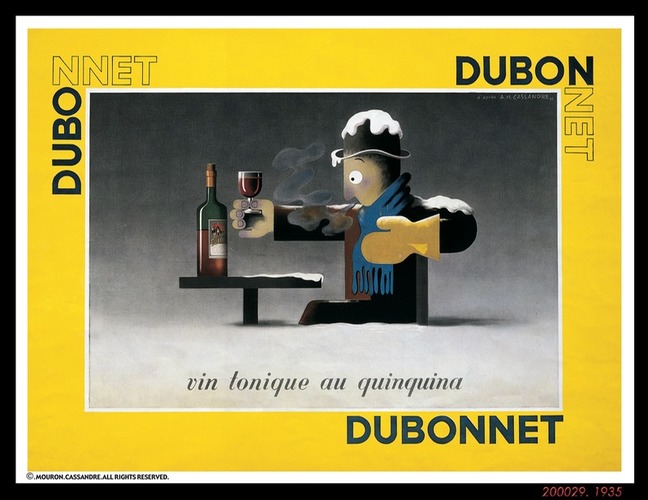 DUBONNET
DUBONNET
d'après A.M. CASSANDRE
vin tonique au quinquina
DUBONNET
©.MOURON.CASSANDRE.ALL RIGHTS RESERVED.
200029. 1935